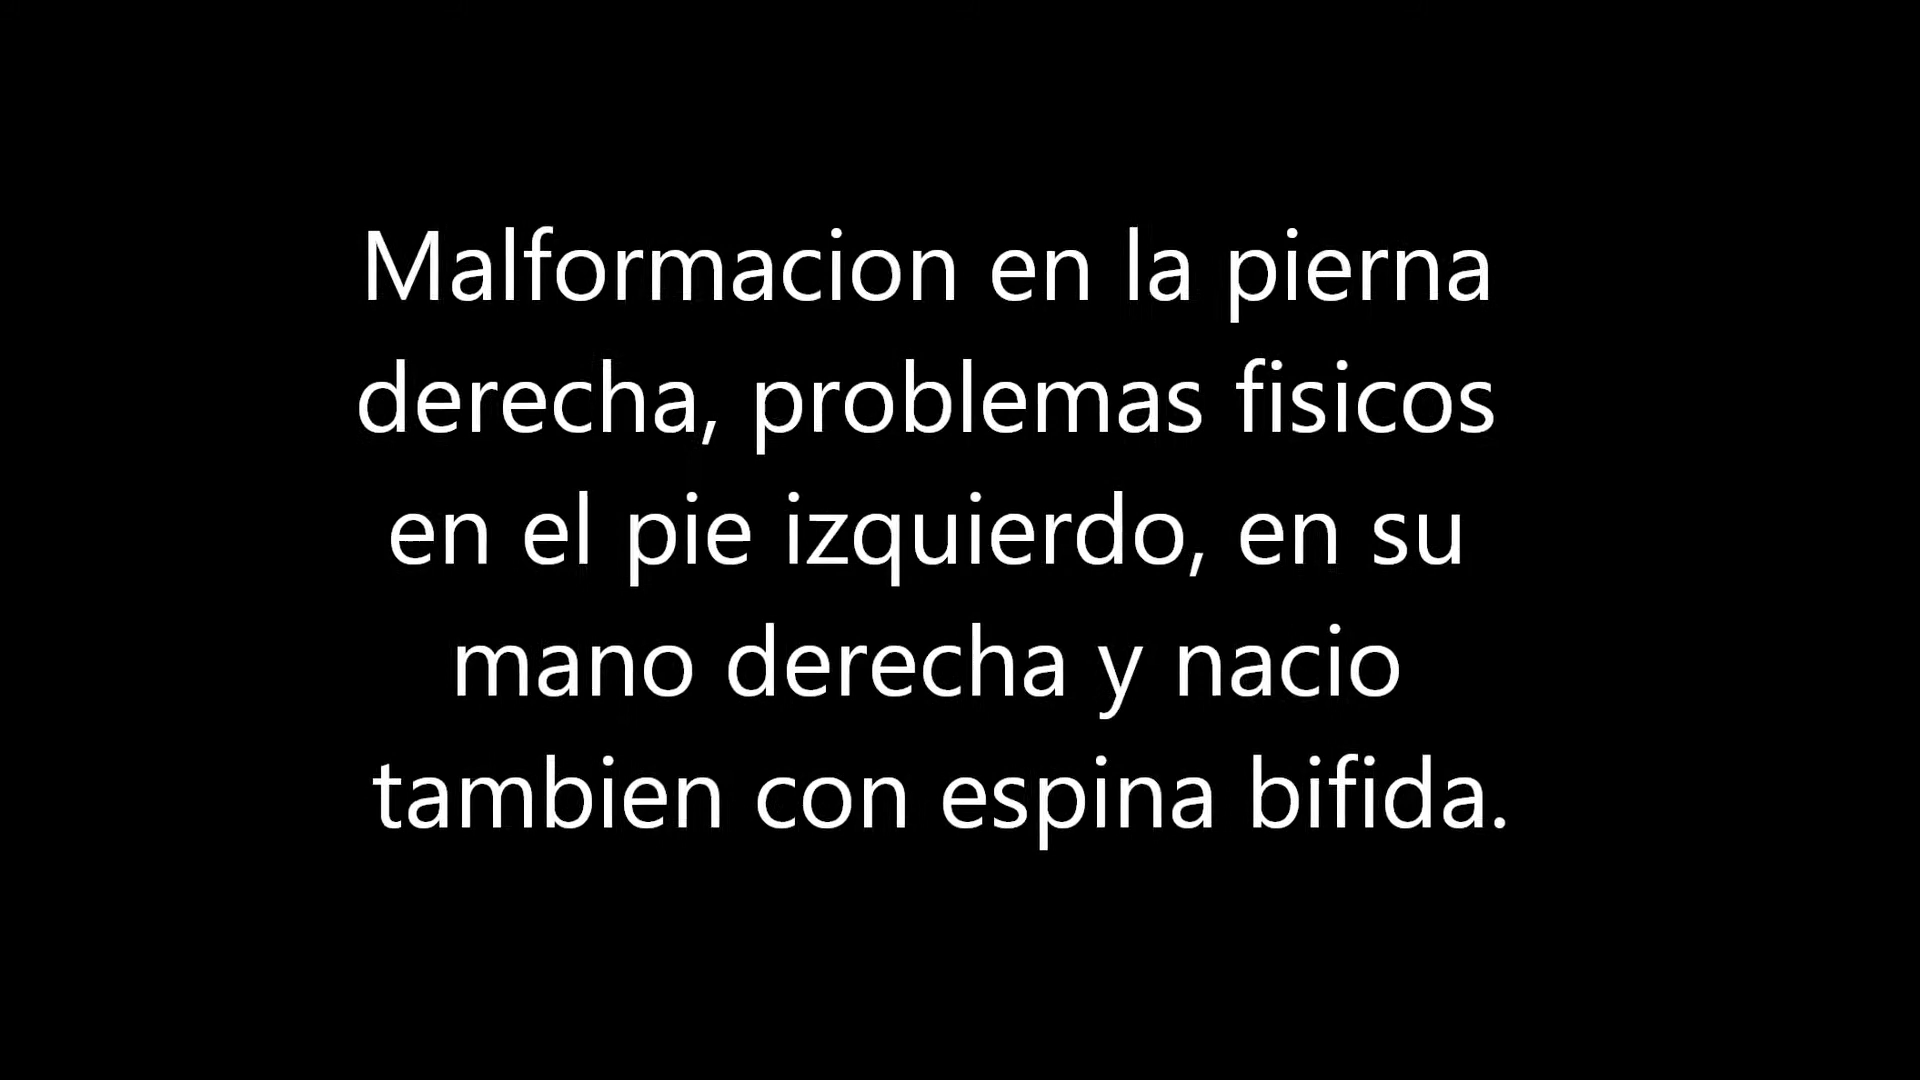 Malformacion en la pierna
derecha, problemas fisicos
en el pie izquierdo, en su
mano derecha y nacio
tambien con espina bifida.